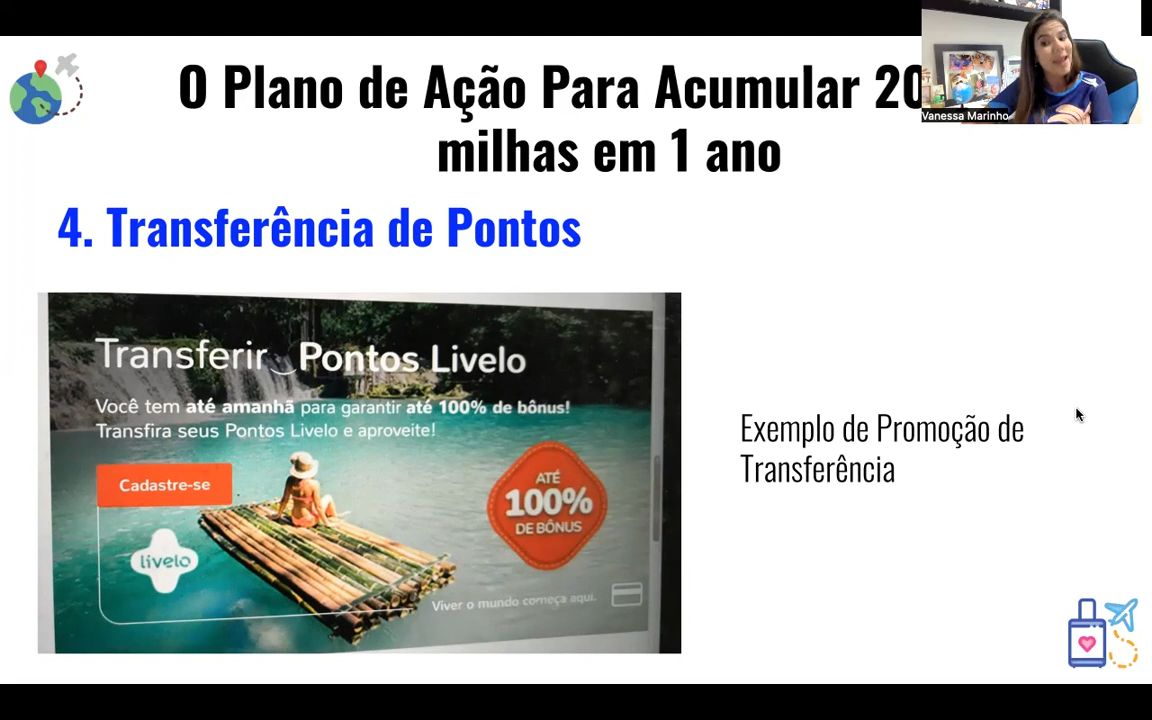 O Plano de Ação Para Acumular 20
milhas em 1 ano
Vanessa Marinho
4. Transferência de Pontos
Transferir Pontos Livelo
Você tem até amanhã para garantir até 100% de bônus!
Transfira seus Pontos Livelo e aproveite!
Cadastre-se
ATÉ
100%
DE BÔNUS
livelo
Viver o mundo começa aqui.
Exemplo de Promoção de
Transferência